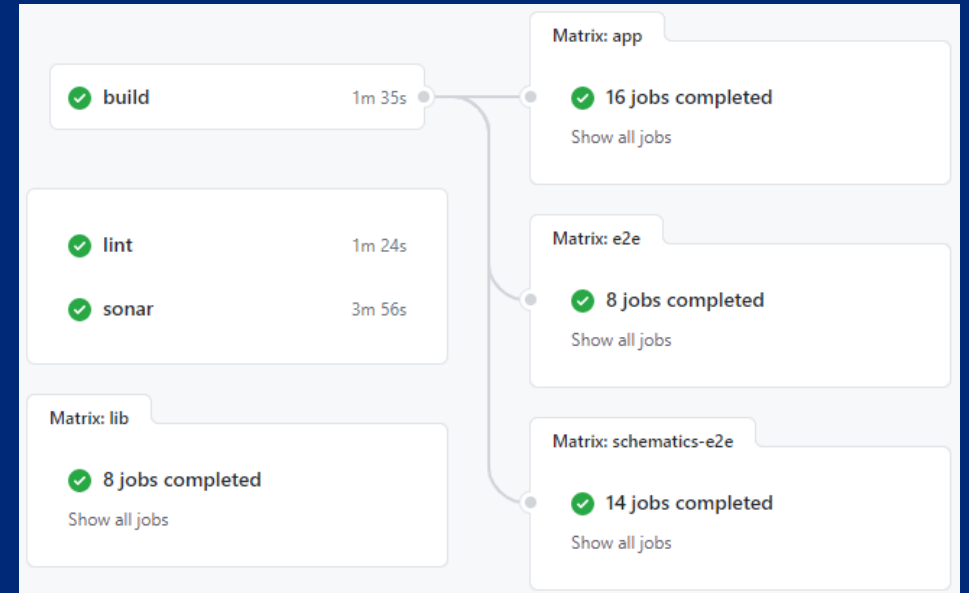 build 1m 35s
lint 1m 24s
sonar 3m 56s
Matrix: lib
8 jobs completed
Show all jobs
Matrix: app
16 jobs completed
Show all jobs
Matrix: e2e
8 jobs completed
Show all jobs
Matrix: schematics-e2e
14 jobs completed
Show all jobs